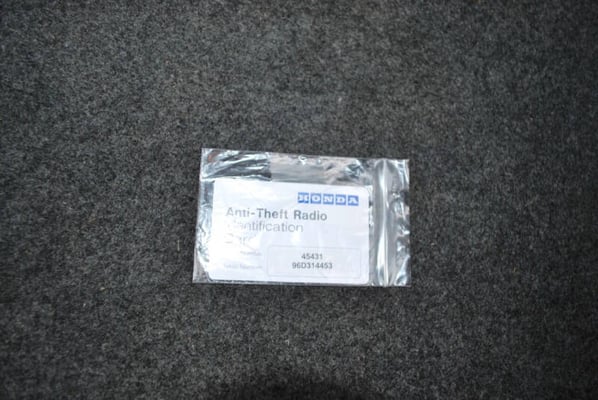 HONDA
Anti-Theft Radio
Identification
45431
96D314453